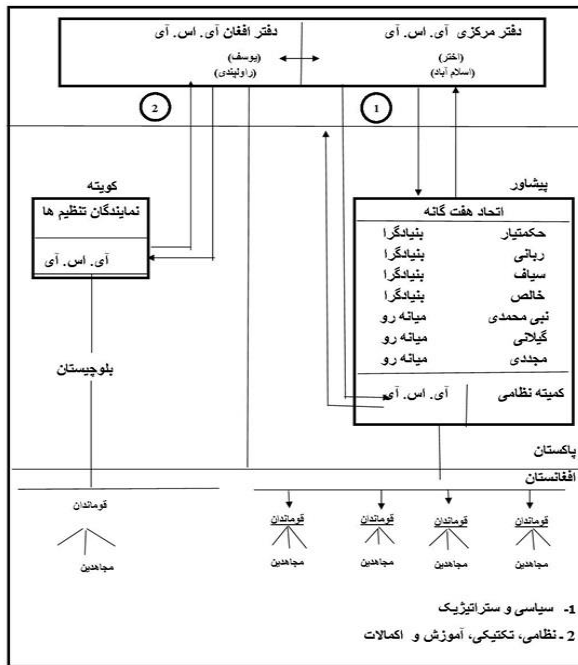 دفتر مرکزی آی. اس. آی
(اختر)
(اسلام آباد)
دفتر افغان آی. اس. آی
(یوسف)
(راولپندی)
1
2
پیشاور
اتحاد هفت گانه
حکمتیار بنیادگرا
ربانی بنیادگرا
سیاف بنیادگرا
خالص بنیادگرا
نبی محمدی میانه رو
گیلانی میانه رو
مجددی میانه رو
کمیته نظامی آی. اس. آی
کویته
نمایندگان تنظیم ها
آی. اس. آی
بلوچیستان
پاکستان
افغانستان
قوماندان قوماندان قوماندان قوماندان
مجاهدین مجاهدین مجاهدین مجاهدین
قوماندان
مجاهدین
1- سیاسی و ستراتیژیک
2 - نظامی، تکتیکی، آموزش و اکمالات